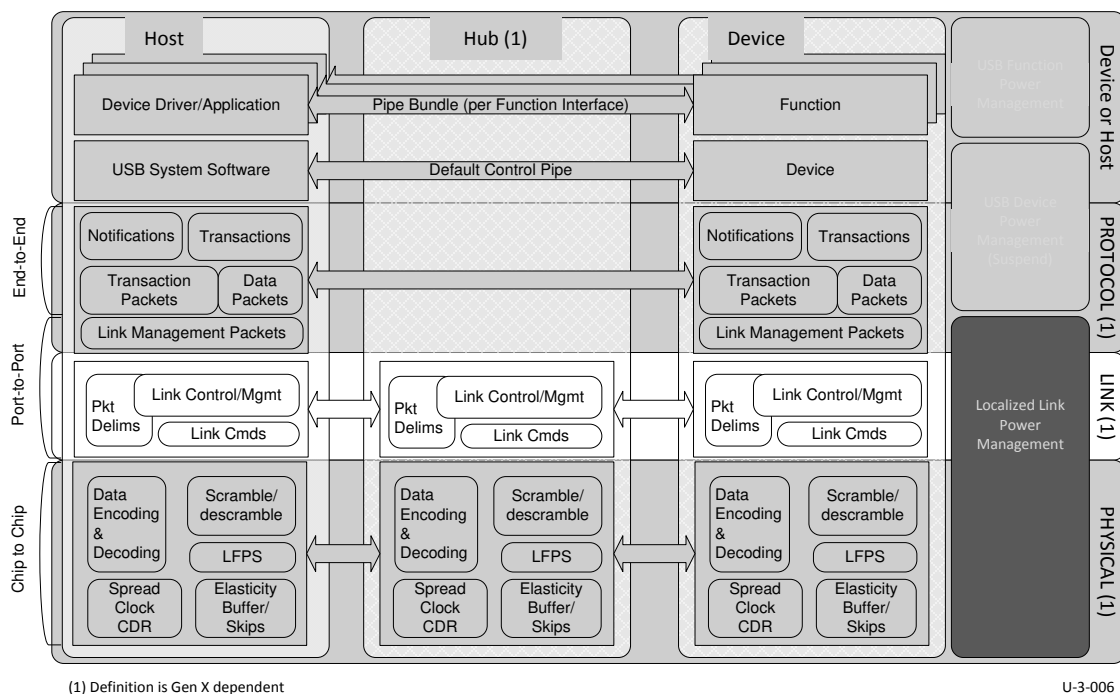 Host
Hub (1)
Device
Device Driver/Application
Pipe Bundle (per Function Interface)
Function
USB Function
Power
Management
Device or Host
USB System Software
Default Control Pipe
Device
USB Device
Power
Management
(Suspend)
End-to-End
Notifications
Transactions
Transaction
Packets
Data
Packets
Link Management Packets
Notifications
Transactions
Transaction
Packets
Data
Packets
Link Management Packets
PROTOCOL (1)
Port-to-Port
Pkt
Delims
Link Control/Mgmt
Link Cmds
Pkt
Delims
Link Control/Mgmt
Link Cmds
Pkt
Delims
Link Control/Mgmt
Link Cmds
Localized Link
Power
Management
LINK (1)
Chip to Chip
Data
Encoding
&
Decoding
Scramble/
descramble
LFPS
Spread
Clock
CDR
Elasticity
Buffer/
Skips
Data
Encoding
&
Decoding
Scramble/
descramble
LFPS
Spread
Clock
CDR
Elasticity
Buffer/
Skips
Data
Encoding
&
Decoding
Scramble/
descramble
LFPS
Spread
Clock
CDR
Elasticity
Buffer/
Skips
PHYSICAL (1)
(1) Definition is Gen X dependent
U-3-006